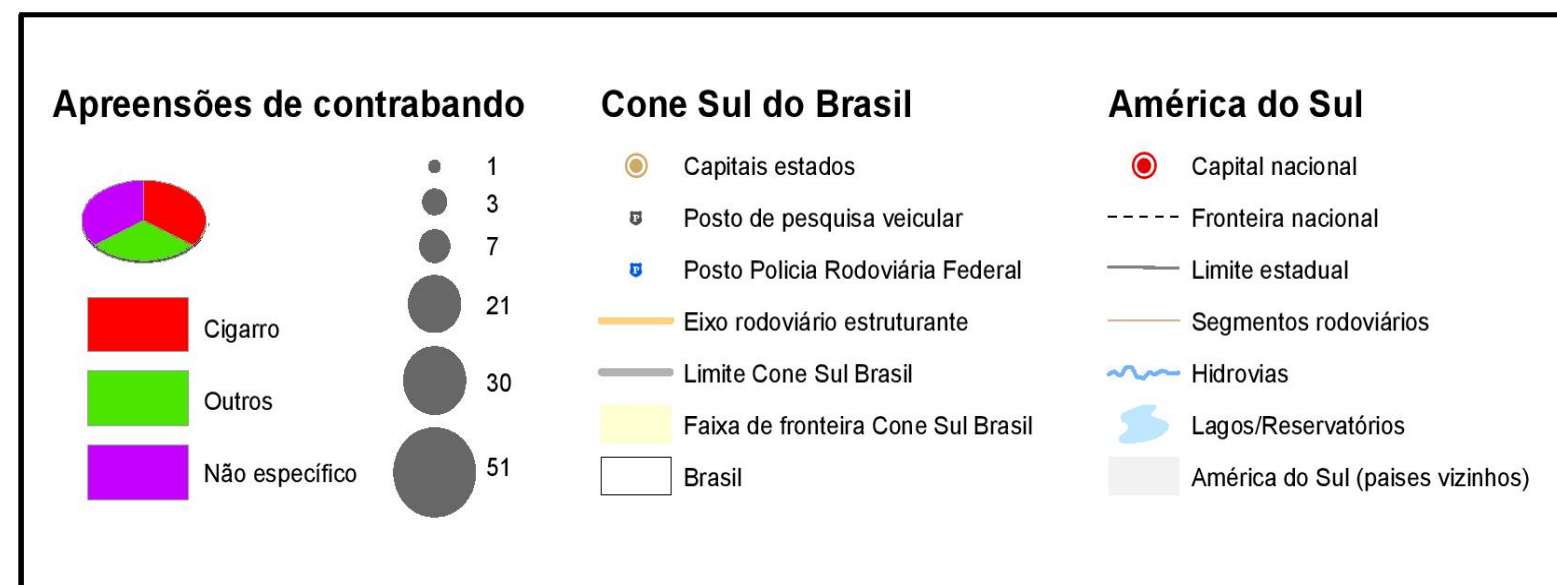 Apreensões de contrabando
1
3
7
21
30
51
Cigarro
Outros
Não específico
Cone Sul do Brasil
Capitais estados
Posto de pesquisa veicular
Posto Policia Rodoviária Federal
Eixo rodoviário estruturante
Limite Cone Sul Brasil
Faixa de fronteira Cone Sul Brasil
Brasil
América do Sul
Capital nacional
Fronteira nacional
Limite estadual
Segmentos rodoviários
Hidrovias
Lagos/Reservatórios
América do Sul (paises vizinhos)